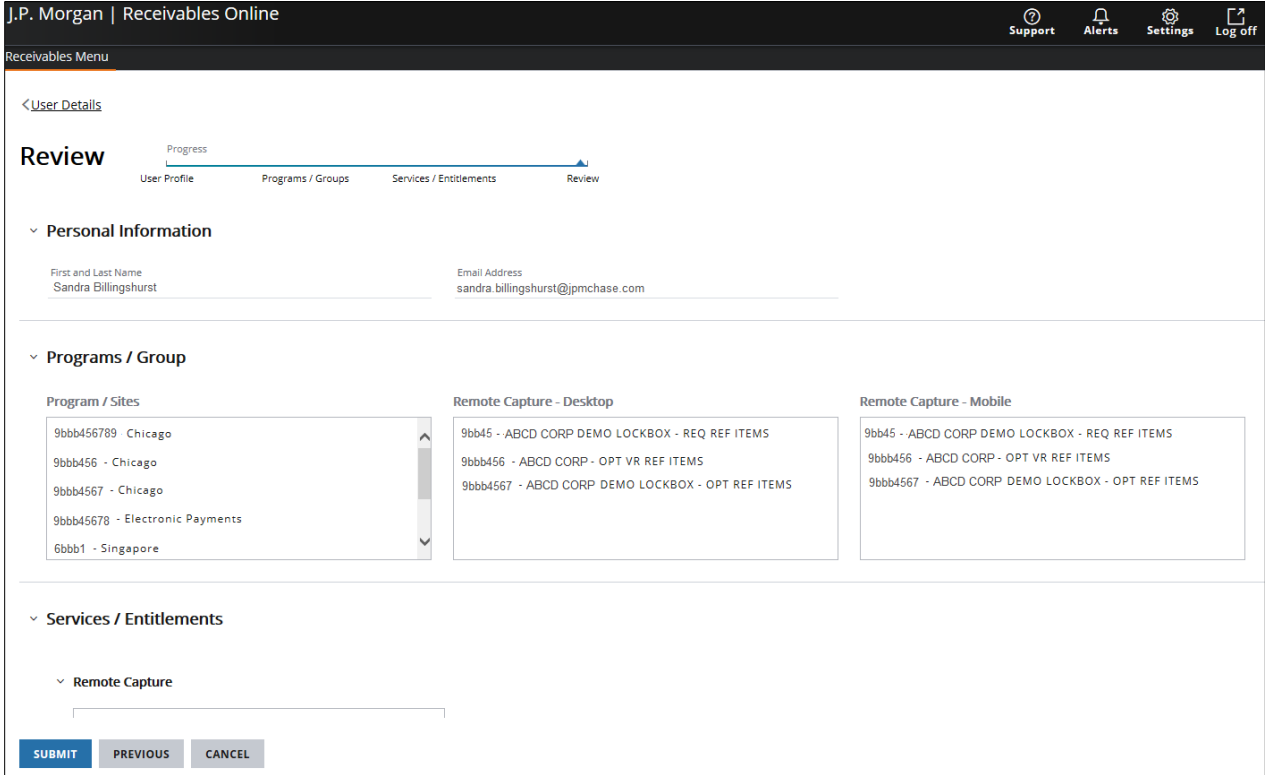 J.P. Morgan | Receivables Online
Support Alerts Settings Log off
Receivables Menu
User Details
Review
Progress
User Profile Programs / Groups Services / Entitlements Review
Personal Information
First and Last Name Email Address
Sandra Billingshurst sandra.billingshurst@jpmchase.com
Programs / Group
Program / Sites Remote Capture - Desktop Remote Capture - Mobile
9bbb456789 - Chicago 9bb45 - ABCD CORP DEMO LOCKBOX - REQ REF ITEMS 9bb45 - ABCD CORP DEMO LOCKBOX - REQ REF ITEMS
9bbb456 - Chicago 9bbb456 - ABCD CORP - OPT VR REF ITEMS 9bbb456 - ABCD CORP - OPT VR REF ITEMS
9bbb4567 - Chicago 9bbb4567 - ABCD CORP DEMO LOCKBOX - OPT REF ITEMS 9bbb4567 - ABCD CORP DEMO LOCKBOX - OPT REF ITEMS
9bbb45678 - Electronic Payments
6bbb1 - Singapore
Services / Entitlements
Remote Capture
SUBMIT PREVIOUS CANCEL